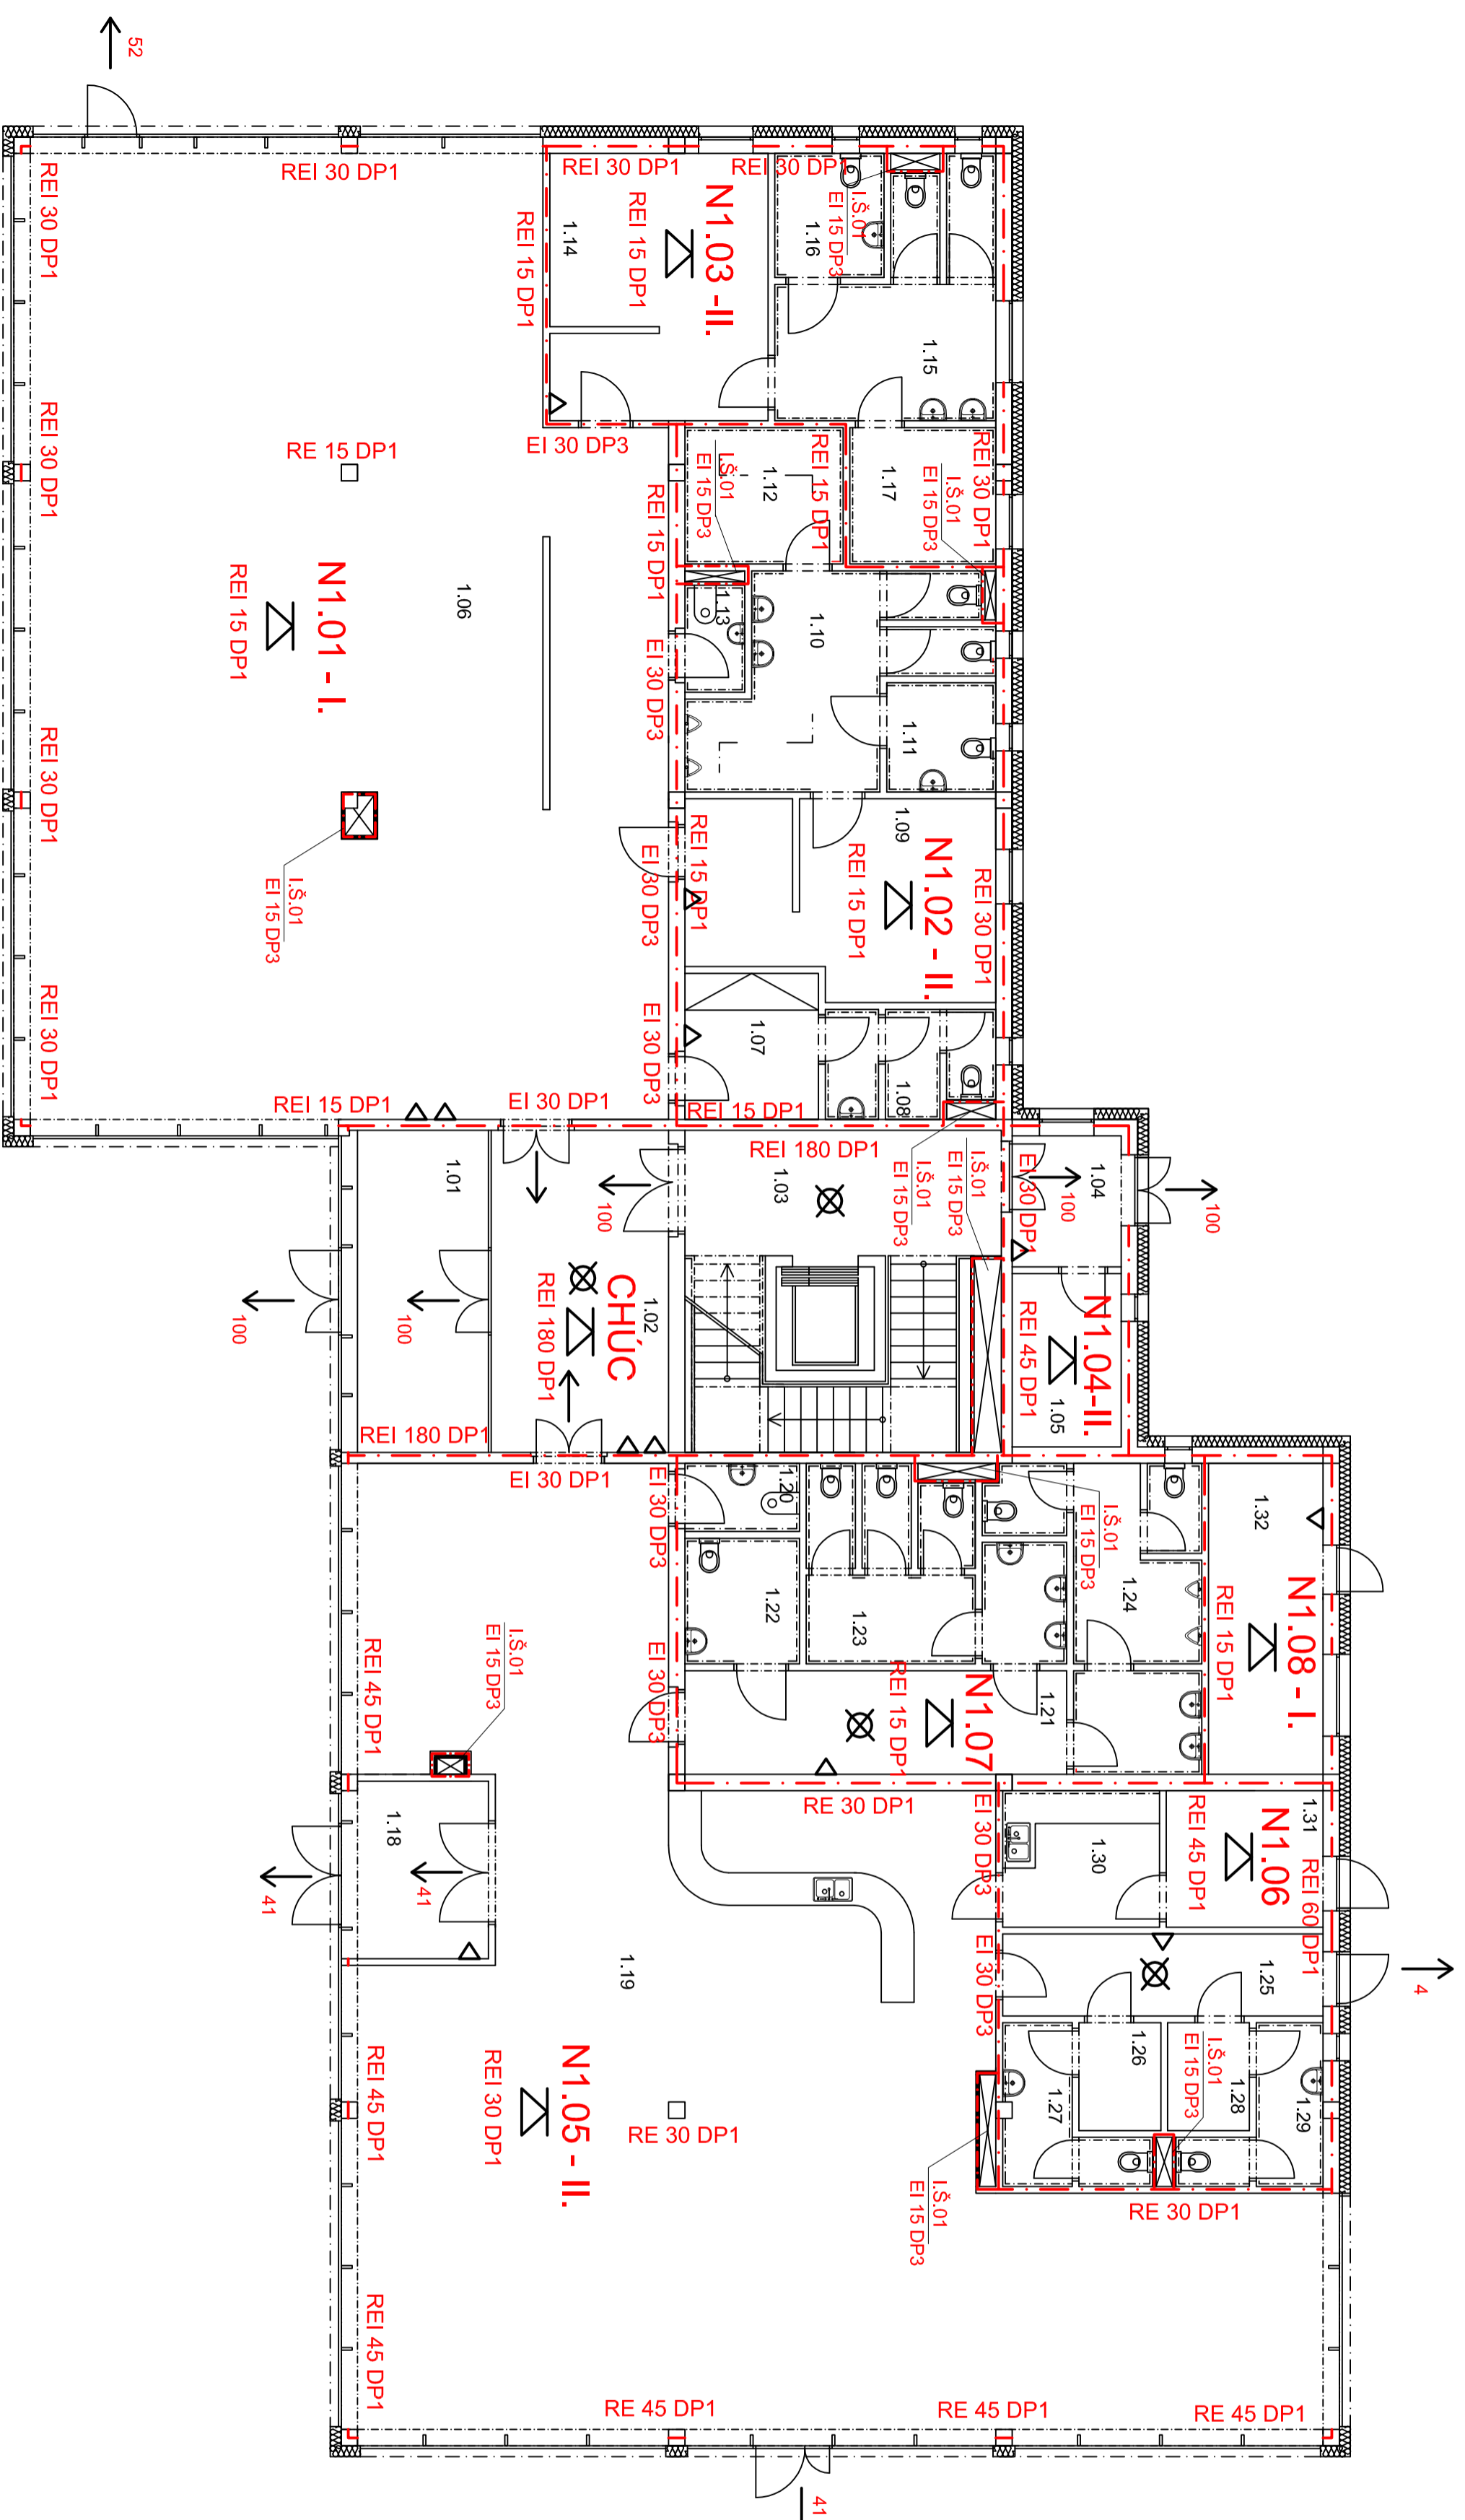 52
REI 30 DP1
REI 30 DP1
REI 30 DP1
REI 30 DP1
REI 15 DP1
REI 15 DP1
N1.03 -II.
1.14
1.16
I.Š.01
EI 15 DP3
1.15
EI 30 DP3
RE 15 DP1
REI 30 DP1
1.12
I.Š.01
EI 15 DP3
REI 15 DP1
1.17
I.Š.01
EI 15 DP3
REI 30 DP1
REI 15 DP1
N1.01 - I.
REI 15 DP1
1.06
1.13
1.10
EI 30 DP3
1.11
REI 30 DP1
I.Š.01
EI 15 DP3
1.09
N1.02 - II.
REI 15 DP1
REI 15 DP1
EI 30 DP3
REI 30 DP1
REI 30 DP1
EI 30 DP3
1.07
1.08
REI 15 DP1
EI 30 DP1
REI 15 DP1
REI 180 DP1
1.01
1.03
I.Š.01
EI 15 DP3
I.Š.01
EI 15 DP3
EI 30 DP1
1.04
100
100
100
CHÚC
1.02
REI 180 DP1
100
100
N1.04-II.
REI 45 DP1
1.05
REI 180 DP1
EI 30 DP1
EI 30 DP3
1.20
I.Š.01
EI 15 DP3
1.32
N1.08 - I.
REI 15 DP1
1.24
1.22
1.23
I.Š.01
EI 15 DP3
REI 45 DP1
EI 30 DP3
REI 15 DP1
N1.07
1.21
RE 30 DP1
EI 30 DP3
1.18
41
41
1.30
1.31
N1.06
REI 45 DP1
REI 60 DP1
1.19
EI 30 DP3
1.25
4
1.26
1.27
1.28
1.29
I.Š.01
EI 15 DP3
N1.05 - II.
REI 30 DP1
REI 45 DP1
RE 30 DP1
I.Š.01
EI 15 DP3
RE 30 DP1
REI 45 DP1
RE 45 DP1
RE 45 DP1
RE 45 DP1
41